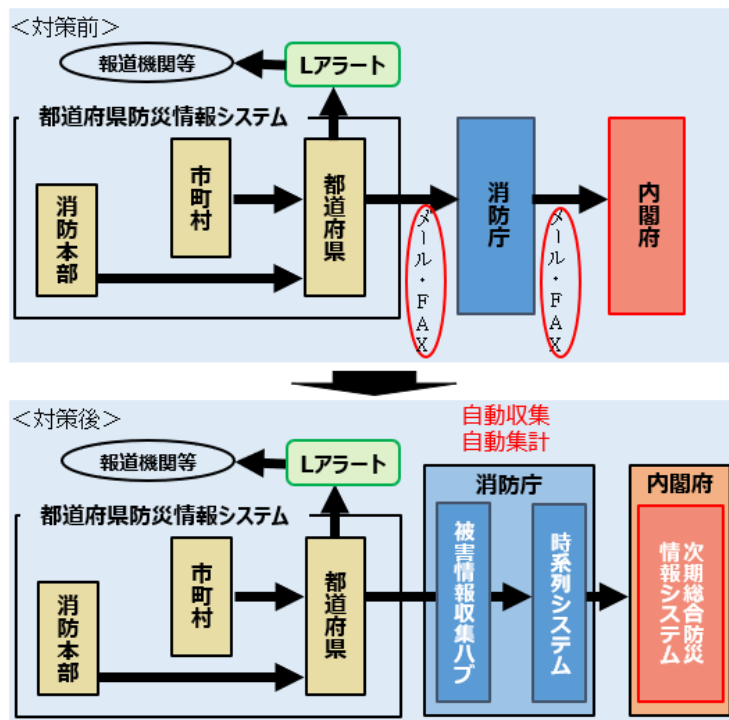 ＜対策前＞
報道機関等
Lアラート
都道府県防災情報システム
消防本部
市町村
都道府県
メール・FAX
消防庁
メール・FAX
内閣府
＜対策後＞
自動収集
自動集計
報道機関等
Lアラート
都道府県防災情報システム
消防本部
市町村
都道府県
消防庁
被害情報収集ハブ
時系列システム
内閣府
次期総合防災
情報システム